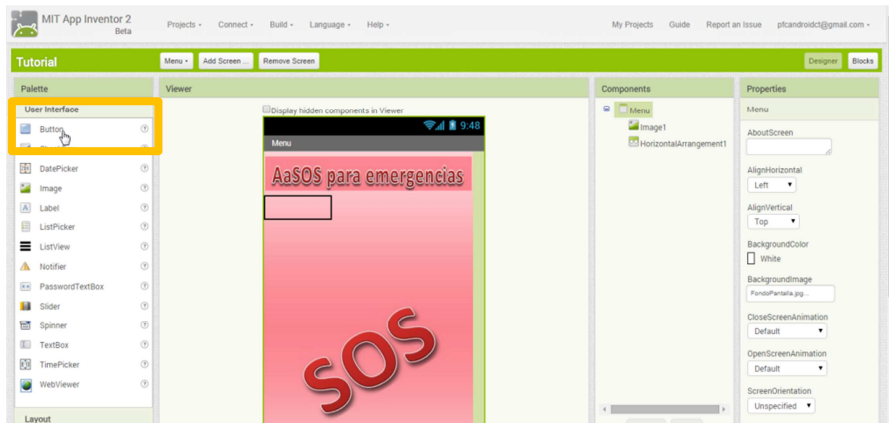 MIT App Inventor 2
Beta
Projects Connect Build Language Help
My Projects Guide Report an Issue pfcandroidct@gmail.com
Tutorial
Menu Add Screen ... Remove Screen
Designer Blocks
Palette
User Interface
Button
DatePicker
Image
Label
ListPicker
ListView
Notifier
PasswordTextBox
Slider
Spinner
TextBox
TimePicker
WebViewer
Layout
Viewer
Display hidden components in Viewer
9:48
Menu
AaSOS para emergencias
SOS
Components
Menu
Image1
HorizontalArrangement1
Properties
Menu
AboutScreen
AlignHorizontal
Left
AlignVertical
Top
BackgroundColor
White
BackgroundImage
FondoPantalla.jpg...
CloseScreenAnimation
Default
OpenScreenAnimation
Default
ScreenOrientation
Unspecified